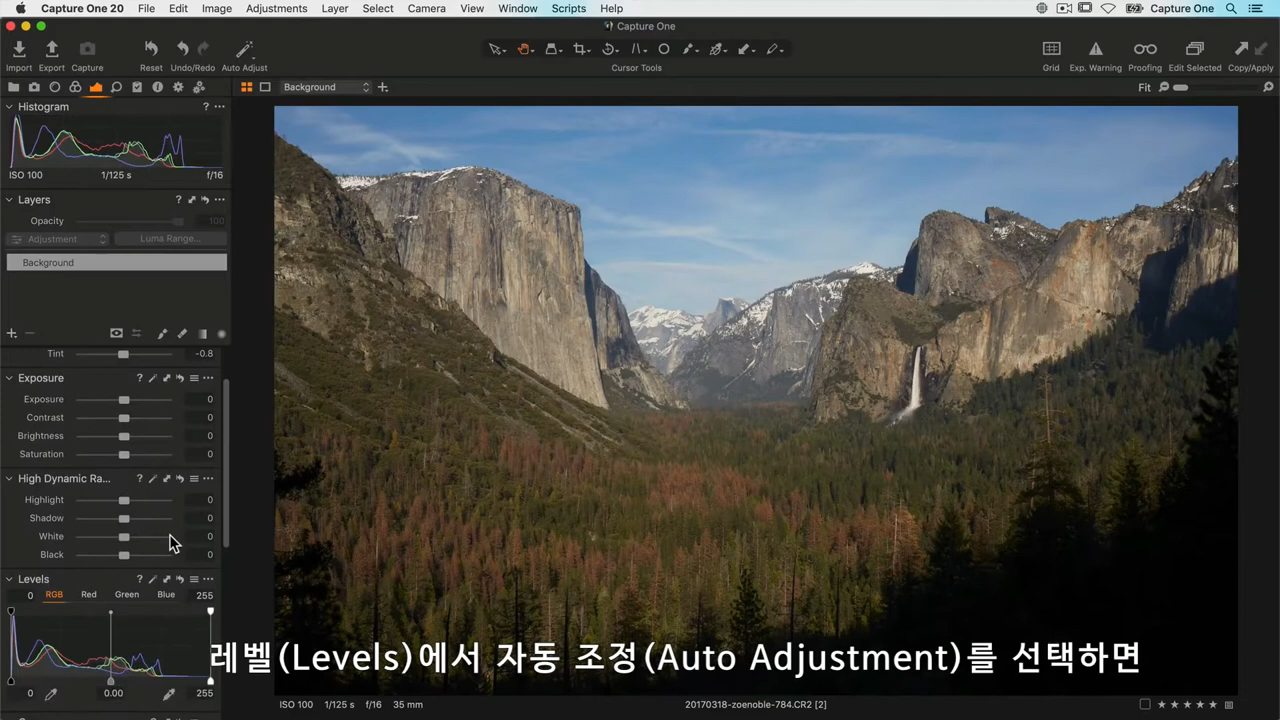 Capture One 20 File Edit Image Adjustments Layer Select Camera View Window Scripts Help Capture One
Capture One
Import Export Capture Reset Undo/Redo Auto Adjust Cursor Tools Grid Exp. Warning Proofing Edit Selected Copy/Apply
Background Fit
Histogram ?
ISO 100 1/125 s f/16
Layers ?
Opacity 100
Adjustment Luma Range...
Background
Tint -0.8
Exposure ?
Exposure 0
Contrast 0
Brightness 0
Saturation 0
High Dynamic Ra... ?
Highlight 0
Shadow 0
White 0
Black 0
Levels ?
0 RGB Red Green Blue 255
레벨(Levels)에서 자동 조정(Auto Adjustment)를 선택하면
0 0.00 255
ISO 100 1/125 s f/16 35 mm 20170318-zoenoble-784.CR2 [2]